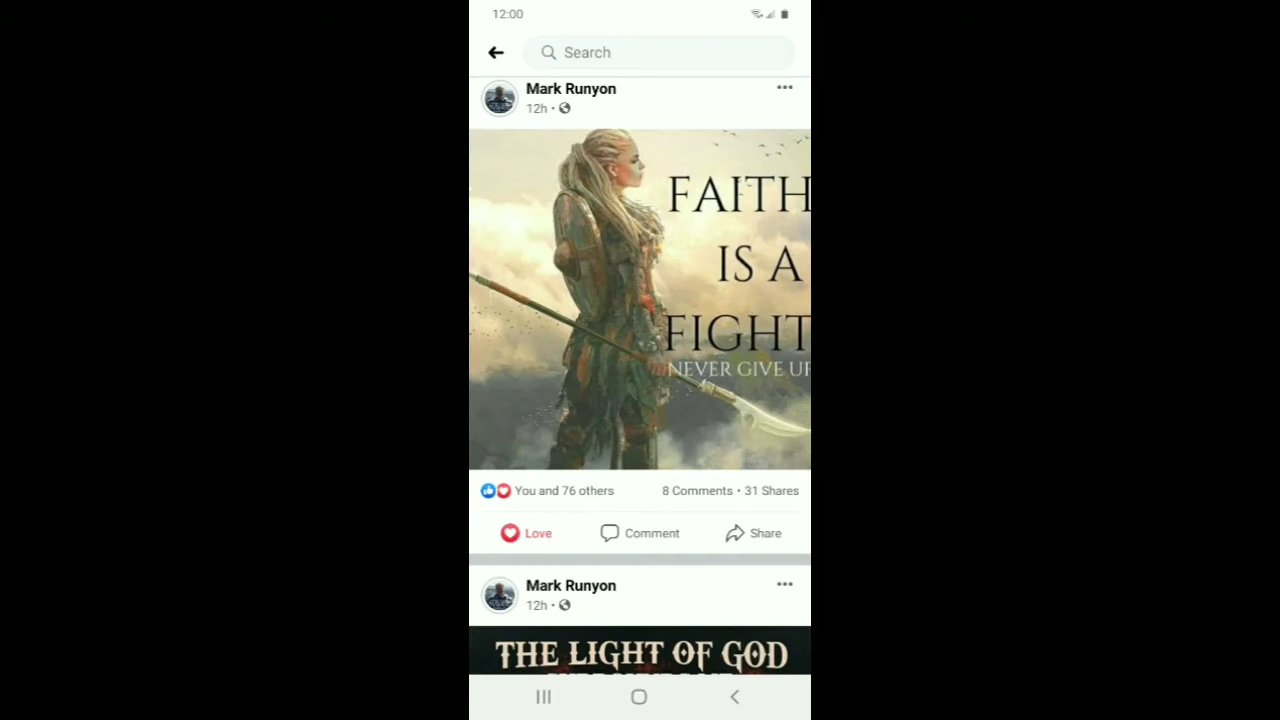 12:00
Search
Mark Runyon
12h
FAITH
IS A
FIGHT
NEVER GIVE UP
You and 76 others
8 Comments • 31 Shares
Love
Comment
Share
Mark Runyon
12h
THE LIGHT OF GOD